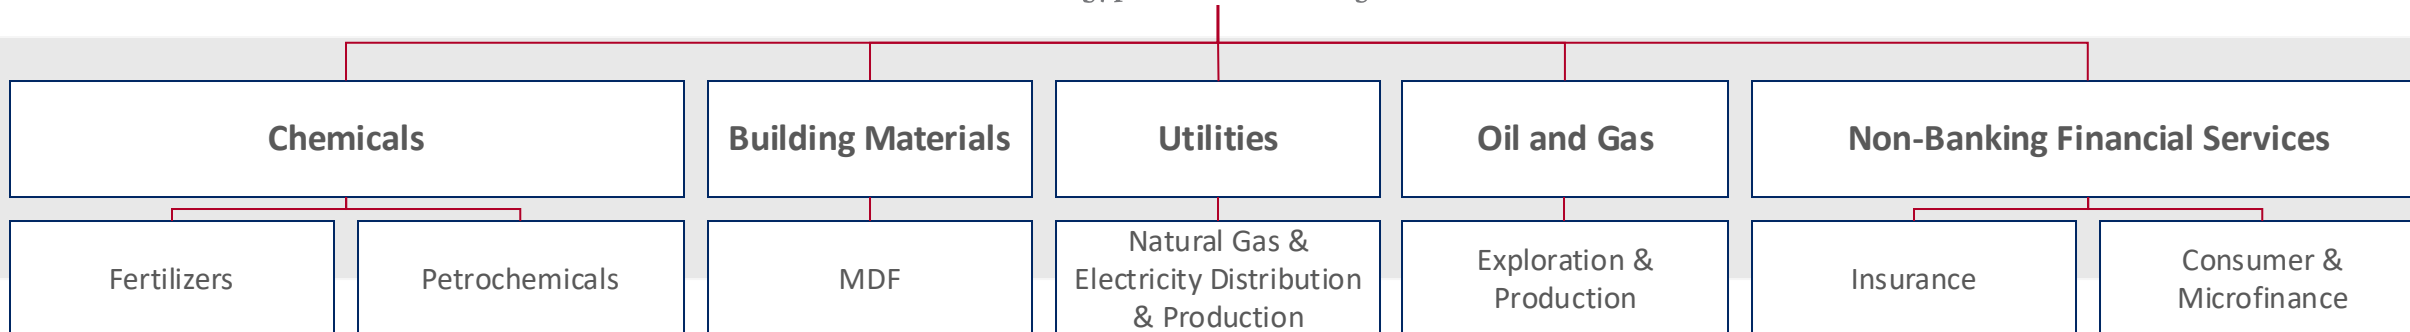 Chemicals
Building Materials
Utilities
Oil and Gas
Non-Banking Financial Services
Fertilizers
Petrochemicals
MDF
Natural Gas &
Electricity Distribution
& Production
Exploration &
Production
Insurance
Consumer &
Microfinance